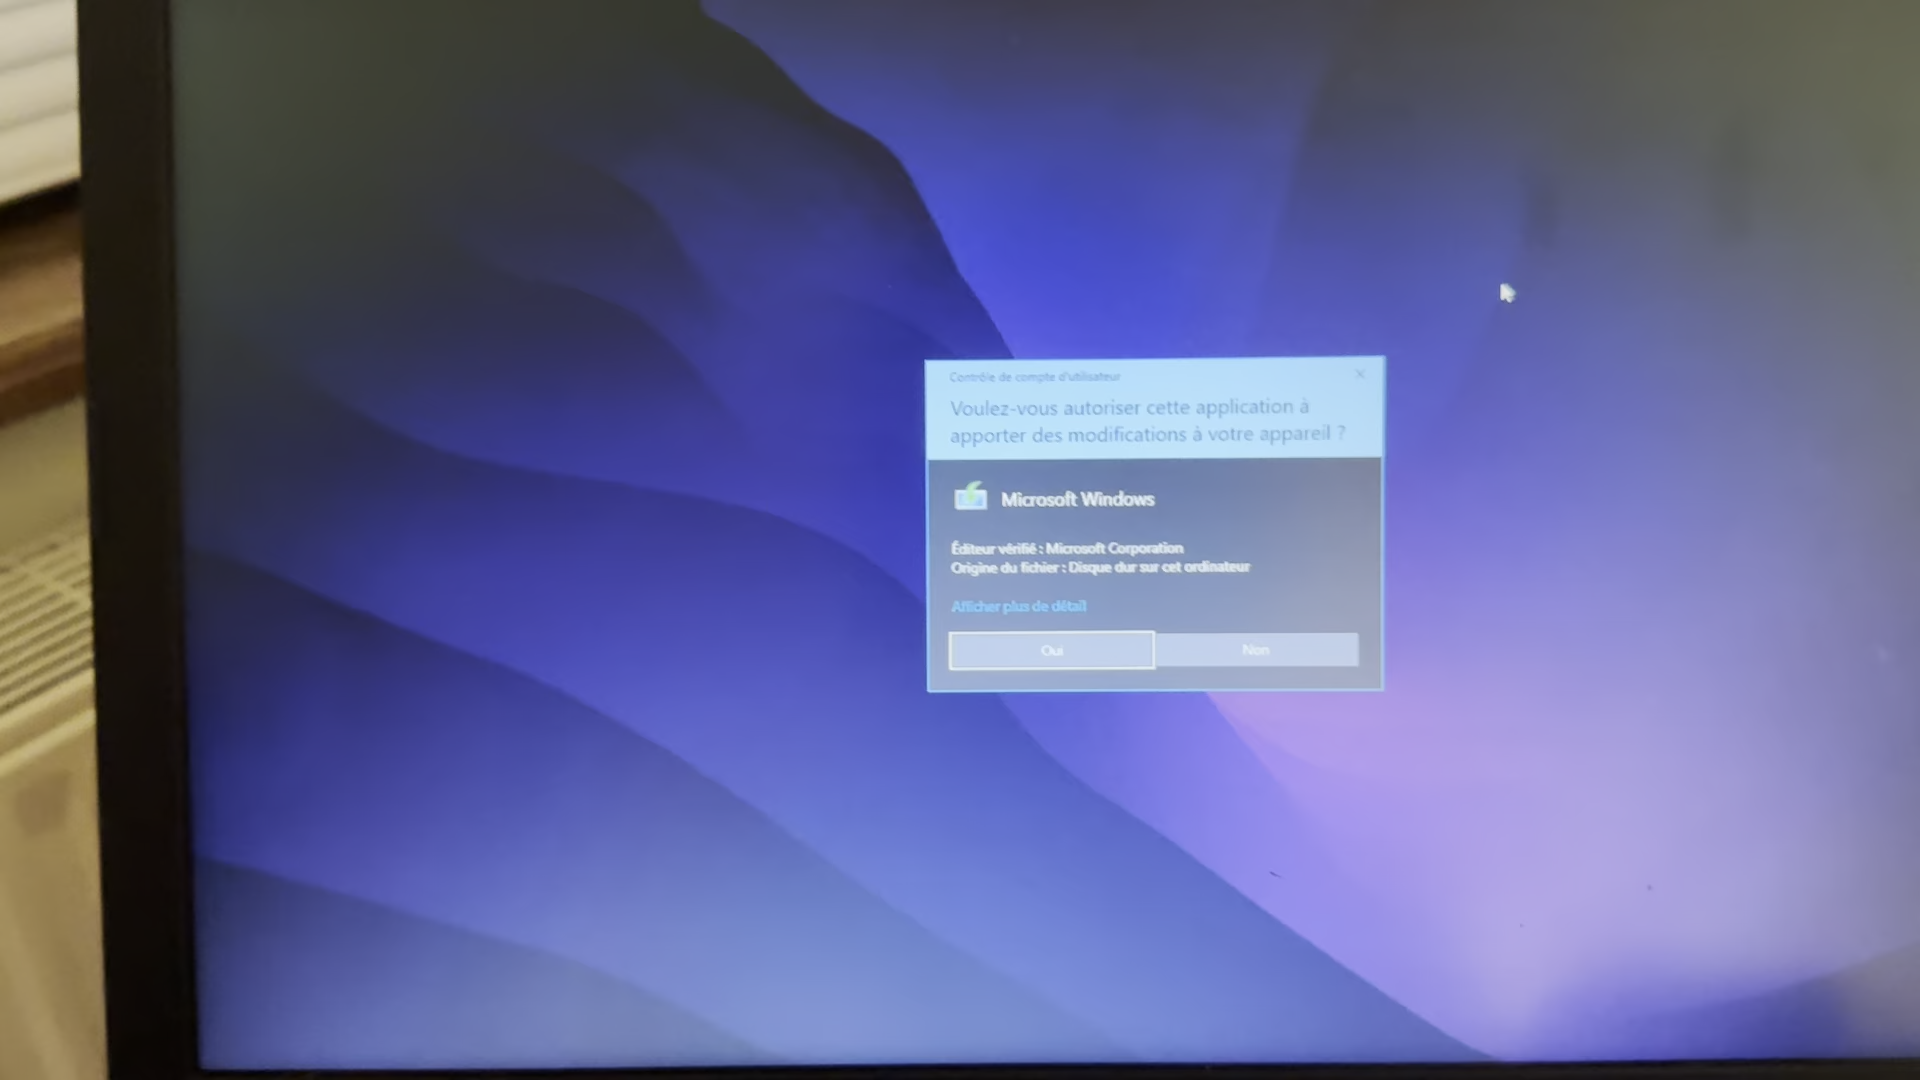 Contrôle de compte d'utilisateur
Voulez-vous autoriser cette application à
apporter des modifications à votre appareil ?
Microsoft Windows
Éditeur vérifié : Microsoft Corporation
Origine du fichier : Disque dur sur cet ordinateur
Afficher plus de détail
Oui
Non